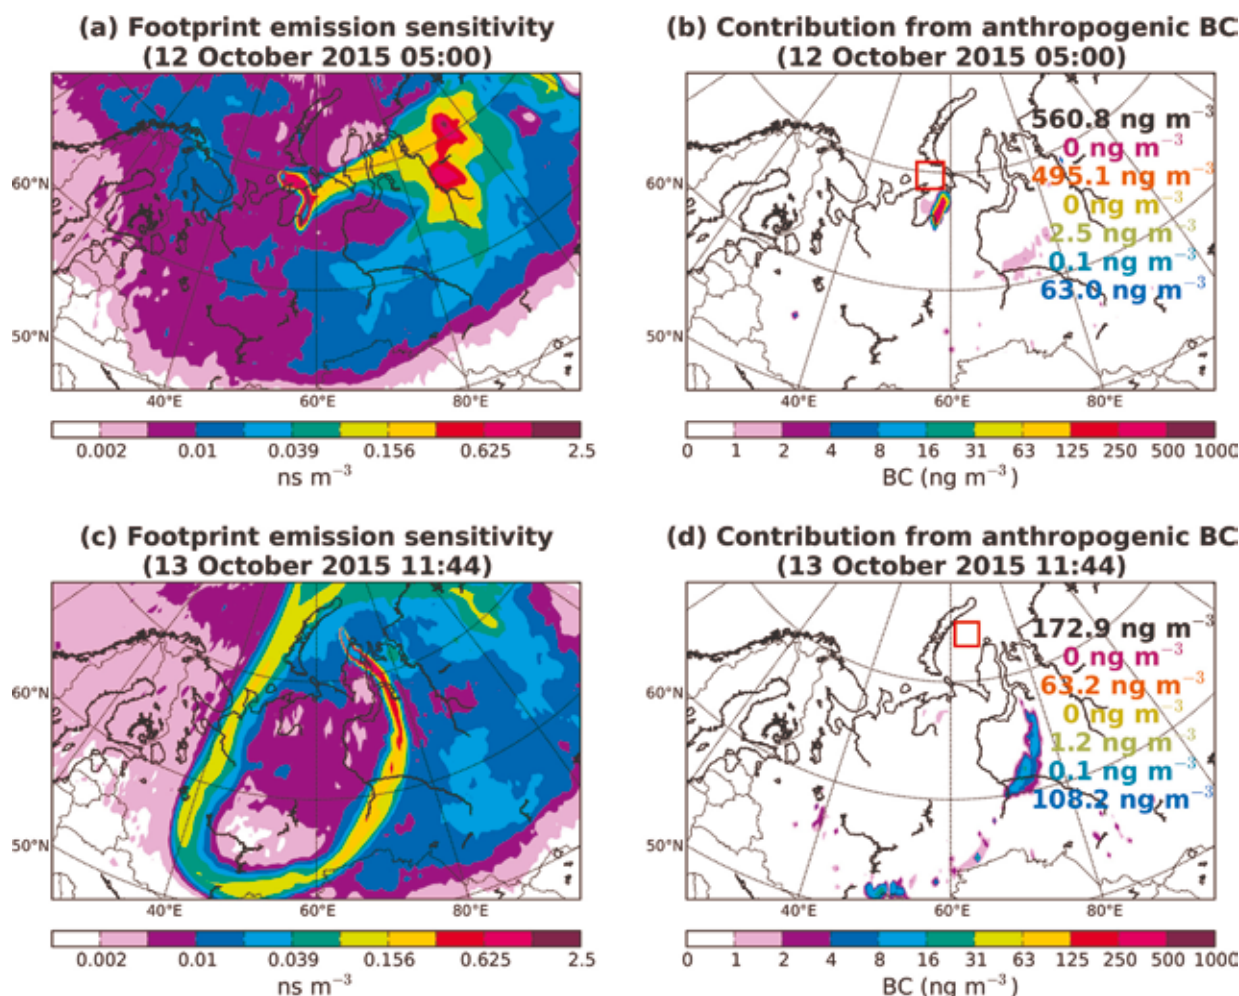 (a) Footprint emission sensitivity
(12 October 2015 05:00)
60°N
50°N
40°E 60°E 80°E
0.002 0.01 0.039 0.156 0.625 2.5
ns m⁻³
(b) Contribution from anthropogenic BC
(12 October 2015 05:00)
560.8 ng m⁻³
0 ng m⁻³
495.1 ng m⁻³
0 ng m⁻³
2.5 ng m⁻³
0.1 ng m⁻³
63.0 ng m⁻³
60°N
50°N
40°E 60°E 80°E
0 1 2 4 8 16 31 63 125 250 500 1000
BC (ng m⁻³)
(c) Footprint emission sensitivity
(13 October 2015 11:44)
60°N
50°N
40°E 60°E 80°E
0.002 0.01 0.039 0.156 0.625 2.5
ns m⁻³
(d) Contribution from anthropogenic BC
(13 October 2015 11:44)
172.9 ng m⁻³
0 ng m⁻³
63.2 ng m⁻³
0 ng m⁻³
1.2 ng m⁻³
0.1 ng m⁻³
108.2 ng m⁻³
60°N
50°N
40°E 60°E 80°E
0 1 2 4 8 16 31 63 125 250 500 1000
BC (ng m⁻³)